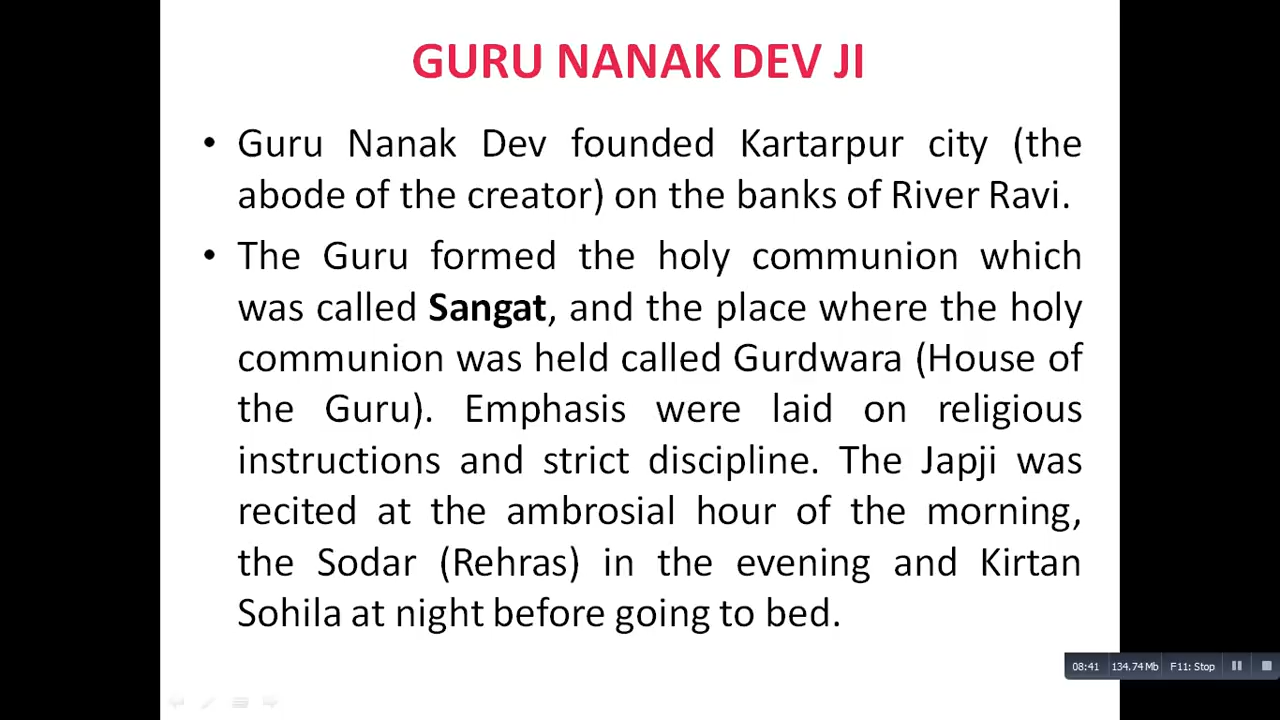 GURU NANAK DEV JI
• Guru Nanak Dev founded Kartarpur city (the
abode of the creator) on the banks of River Ravi.
• The Guru formed the holy communion which
was called Sangat, and the place where the holy
communion was held called Gurdwara (House of
the Guru). Emphasis were laid on religious
instructions and strict discipline. The Japji was
recited at the ambrosial hour of the morning,
the Sodar (Rehras) in the evening and Kirtan
Sohila at night before going to bed.
08:41 134.74 Mb F11: Stop